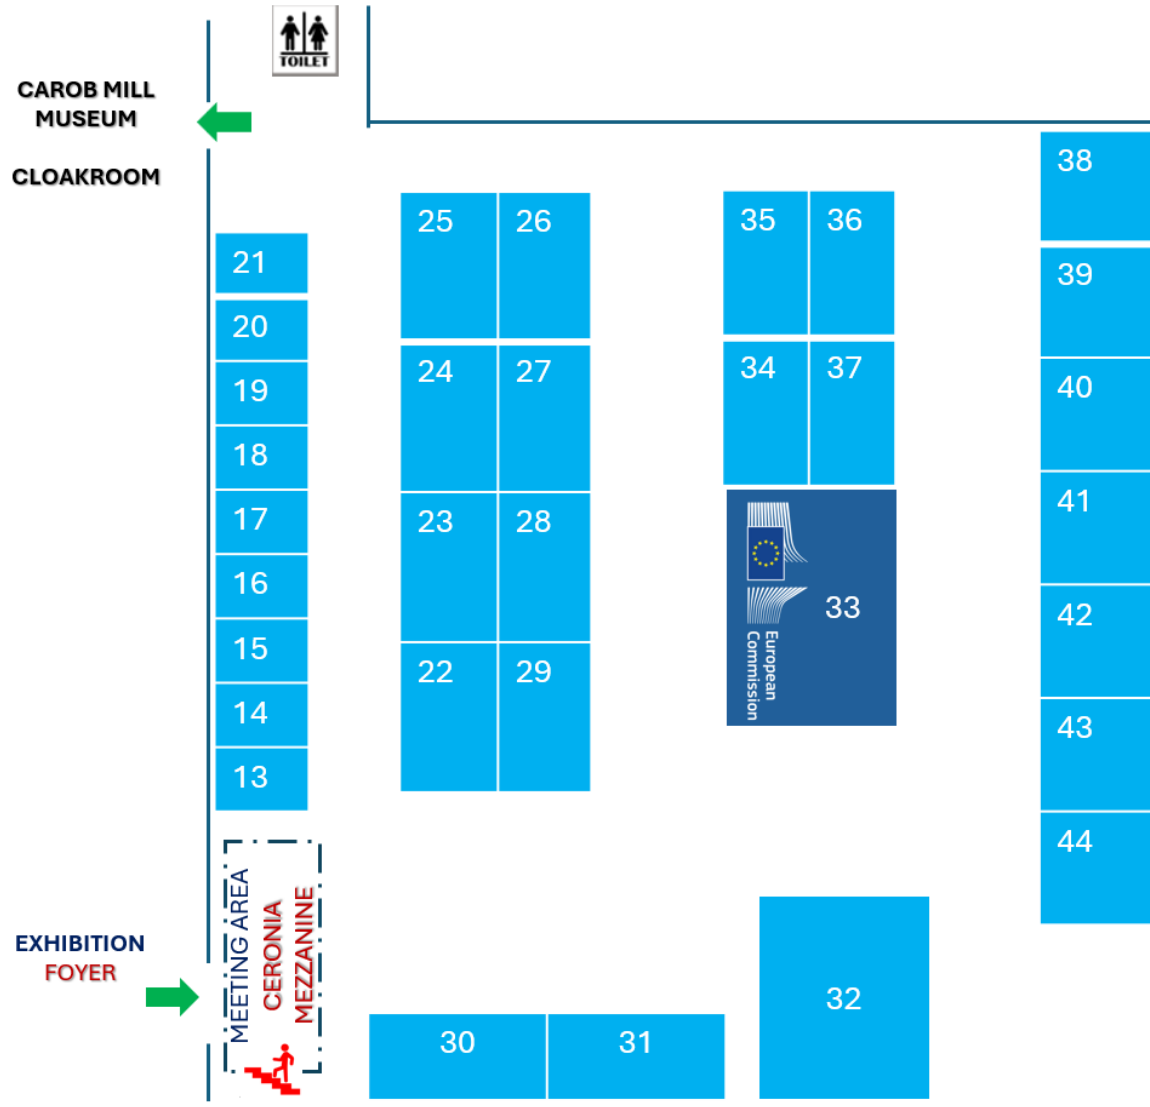 TOILET
CAROB MILL
MUSEUM
CLOAKROOM
38
25
26
35
36
21
39
20
24
27
34
37
19
40
18
17
23
28
41
European
Commission
33
16
42
15
22
29
14
43
13
44
MEETING AREA
CERONIA
MEZZANINE
EXHIBITION
FOYER
32
30
31